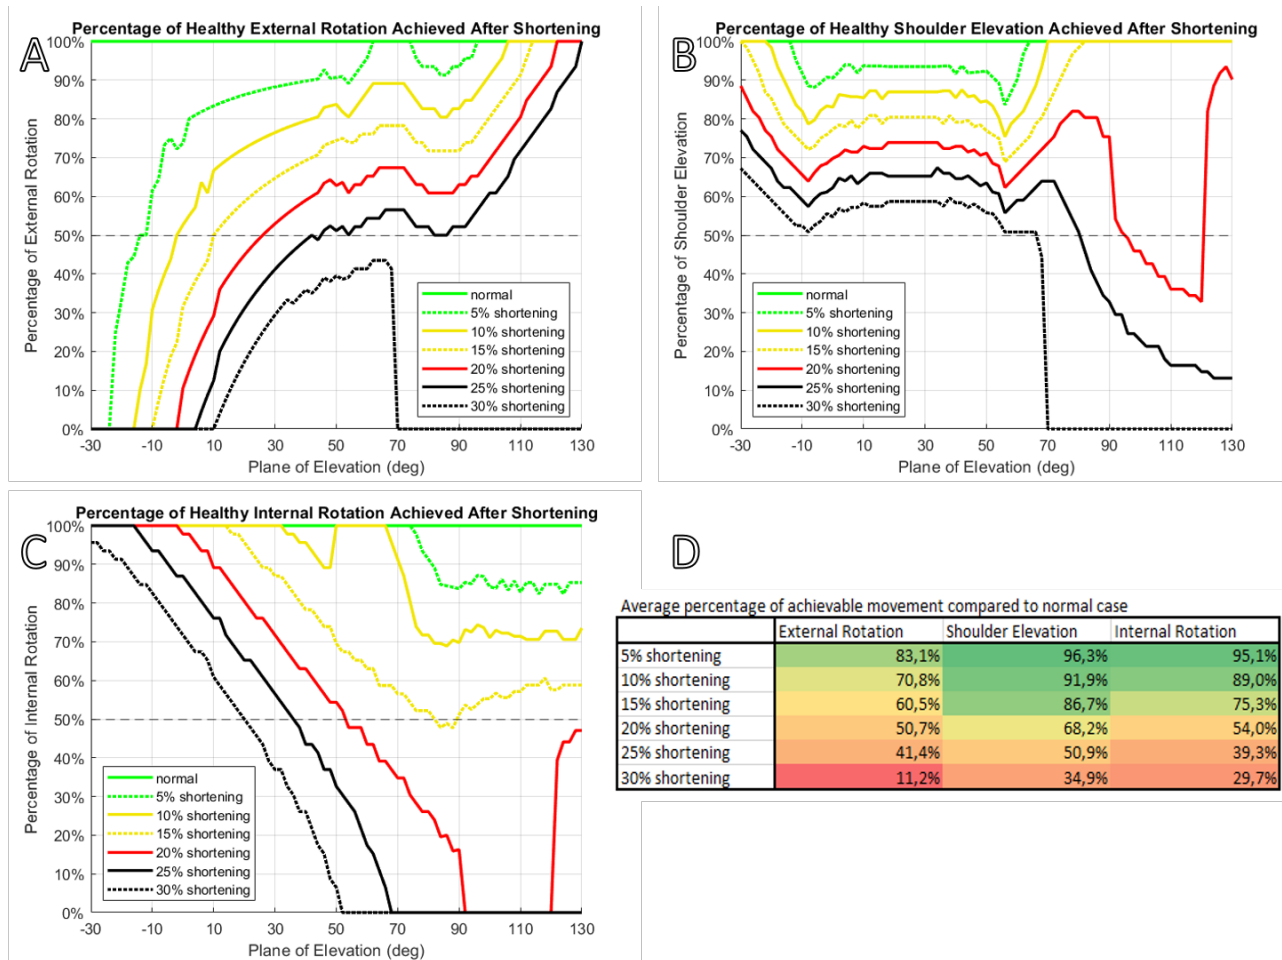 A
Percentage of Healthy External Rotation Achieved After Shortening
Percentage of External Rotation
100%
90%
80%
70%
60%
50%
40%
30%
20%
10%
0%
-30 -10 10 30 50 70 90 110 130
Plane of Elevation (deg)
normal
5% shortening
10% shortening
15% shortening
20% shortening
25% shortening
30% shortening
B
Percentage of Healthy Shoulder Elevation Achieved After Shortening
Percentage of Shoulder Elevation
100%
90%
80%
70%
60%
50%
40%
30%
20%
10%
0%
-30 -10 10 30 50 70 90 110 130
Plane of Elevation (deg)
normal
5% shortening
10% shortening
15% shortening
20% shortening
25% shortening
30% shortening
C
Percentage of Healthy Internal Rotation Achieved After Shortening
Percentage of Internal Rotation
100%
90%
80%
70%
60%
50%
40%
30%
20%
10%
0%
-30 -10 10 30 50 70 90 110 130
Plane of Elevation (deg)
normal
5% shortening
10% shortening
15% shortening
20% shortening
25% shortening
30% shortening
D
Average percentage of achievable movement compared to normal case
External Rotation Shoulder Elevation Internal Rotation
5% shortening 83,1% 96,3% 95,1%
10% shortening 70,8% 91,9% 89,0%
15% shortening 60,5% 86,7% 75,3%
20% shortening 50,7% 68,2% 54,0%
25% shortening 41,4% 50,9% 39,3%
30% shortening 11,2% 34,9% 29,7%